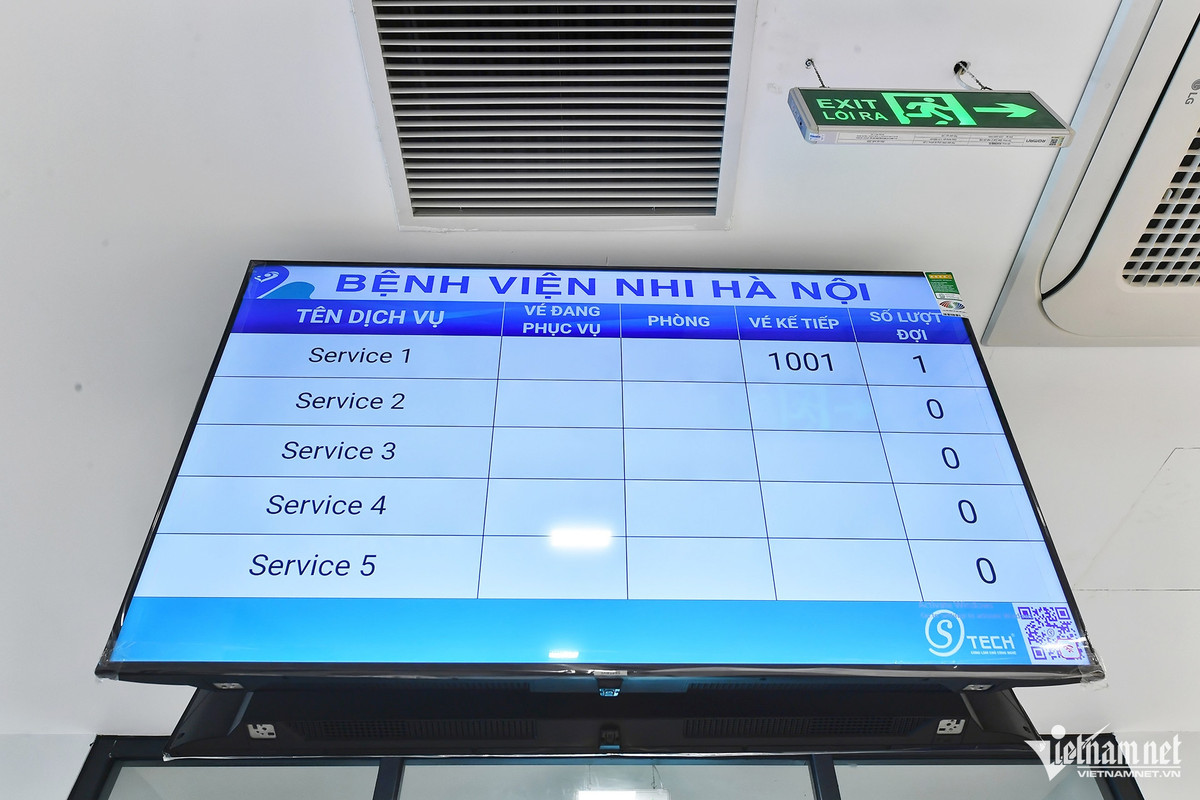 EXIT
LỐI RA
LG
BỆNH VIỆN NHI HÀ NỘI
TÊN DỊCH VỤ
VÉ ĐANG
PHỤC VỤ
PHÒNG
VÉ KẾ TIẾP
SỐ LƯỢT
ĐỢI
Service 1
1001
1
Service 2
0
Service 3
0
Service 4
0
Service 5
0
S TECH
Vietnamnet
VIETNAMNET.VN